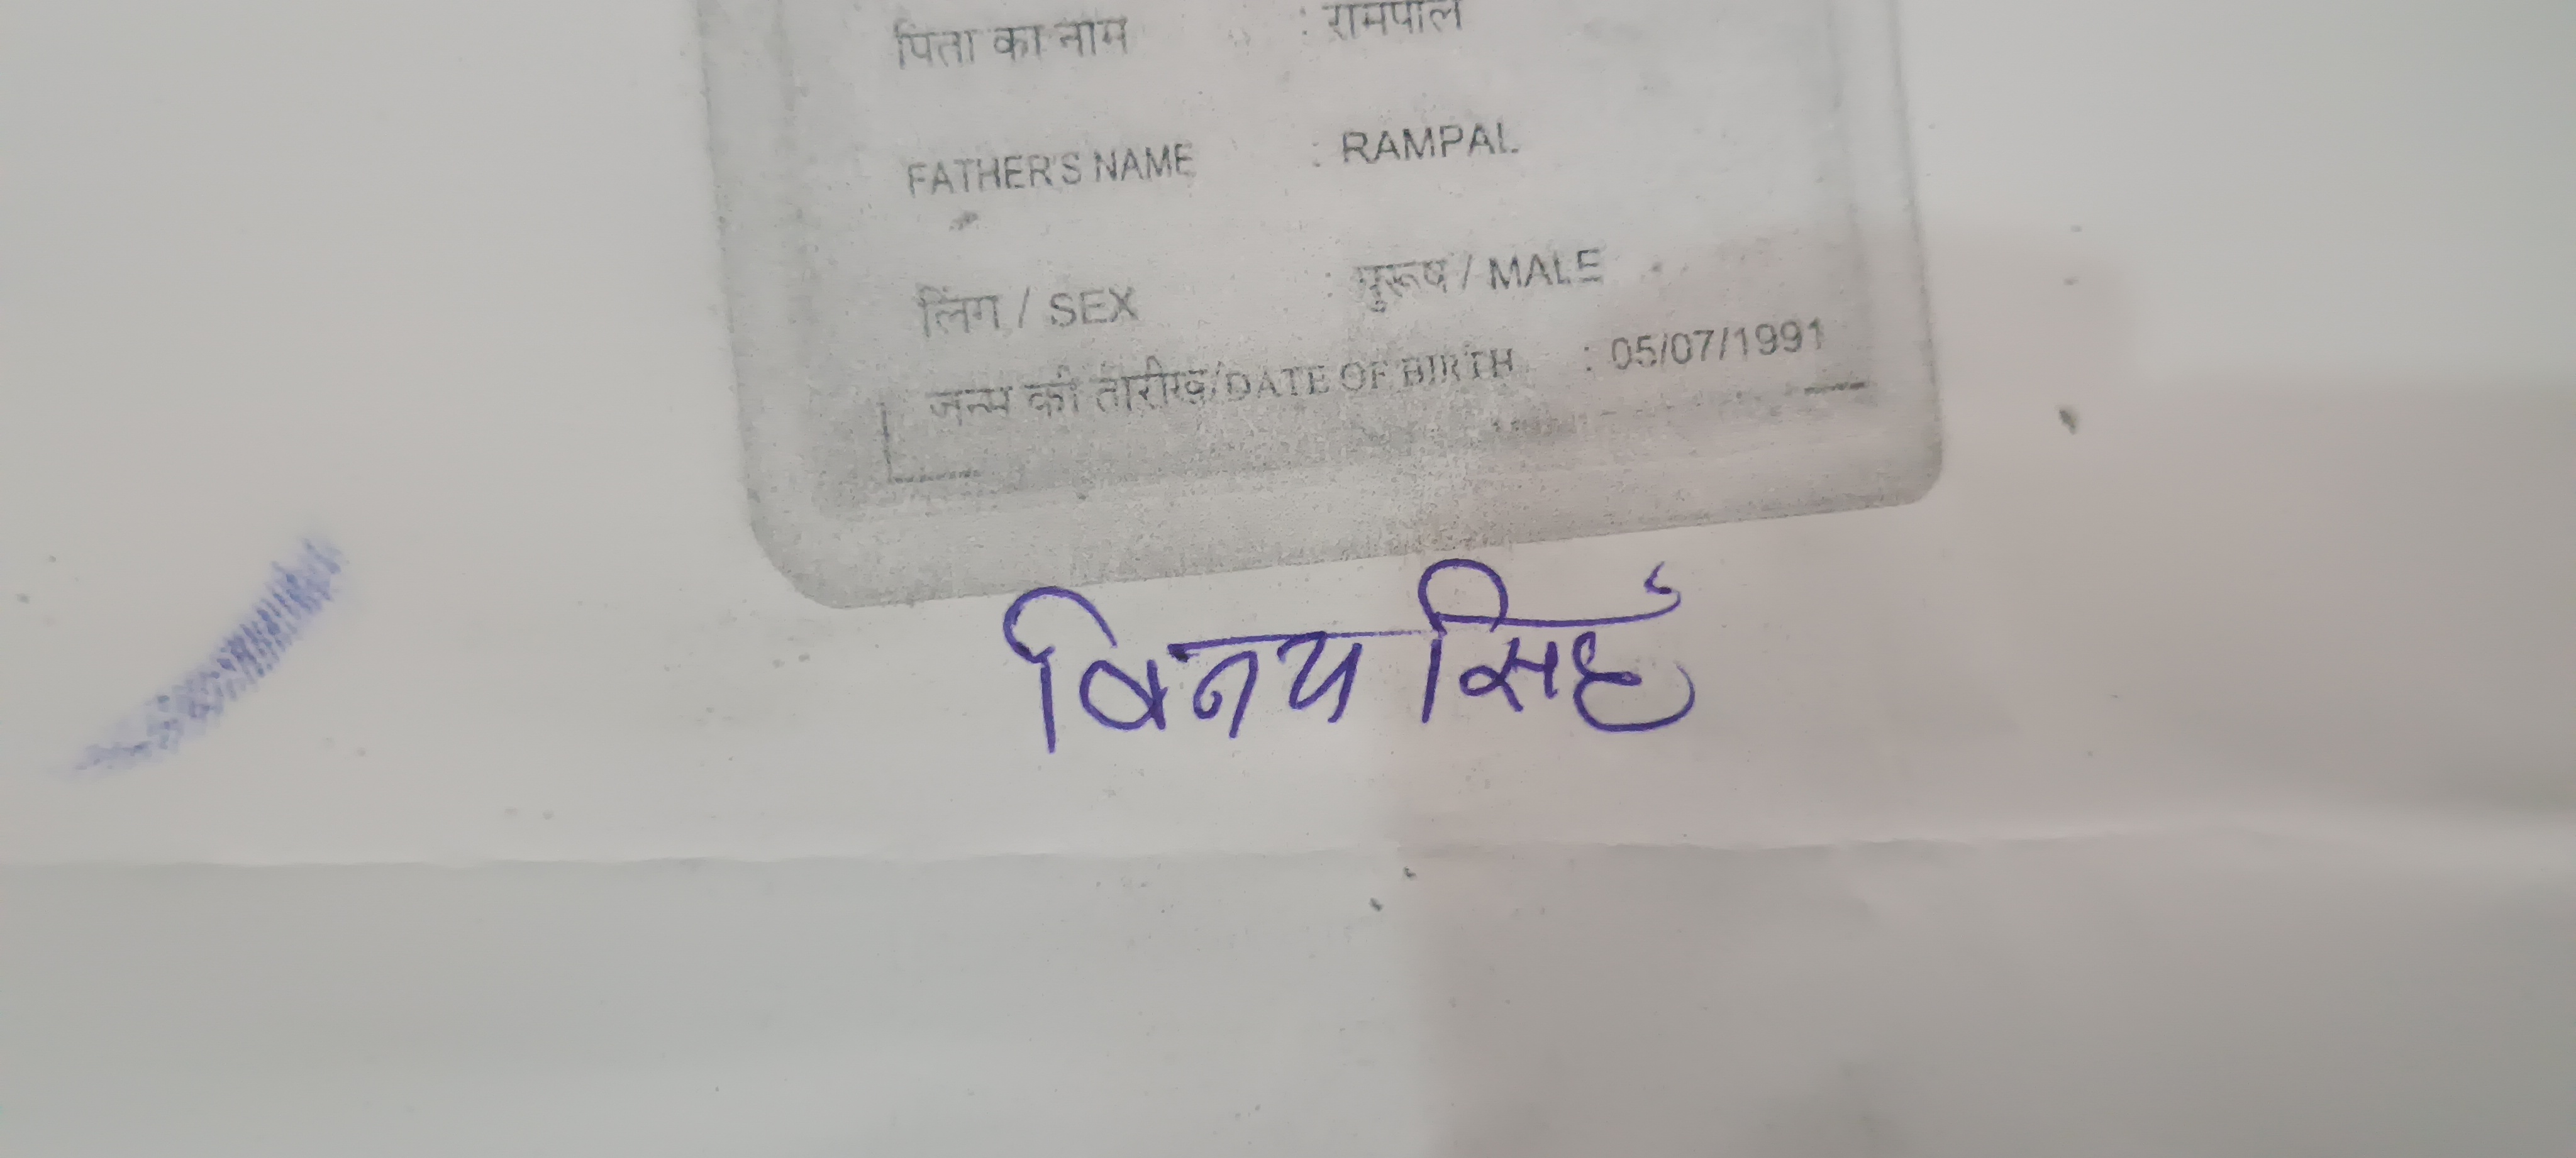 पिता का नाम : रामपाल
FATHER'S NAME : RAMPAL
लिंग / SEX : पुरूष / MALE
जन्म की तारीख/DATE OF BIRTH : 05/07/1991
विनय सिहं